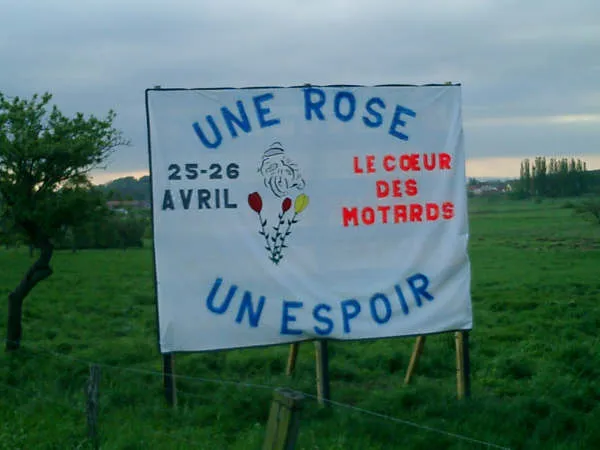 UNE ROSE
25-26
AVRIL
LE CŒUR
DES
MOTARDS
UN ESPOIR